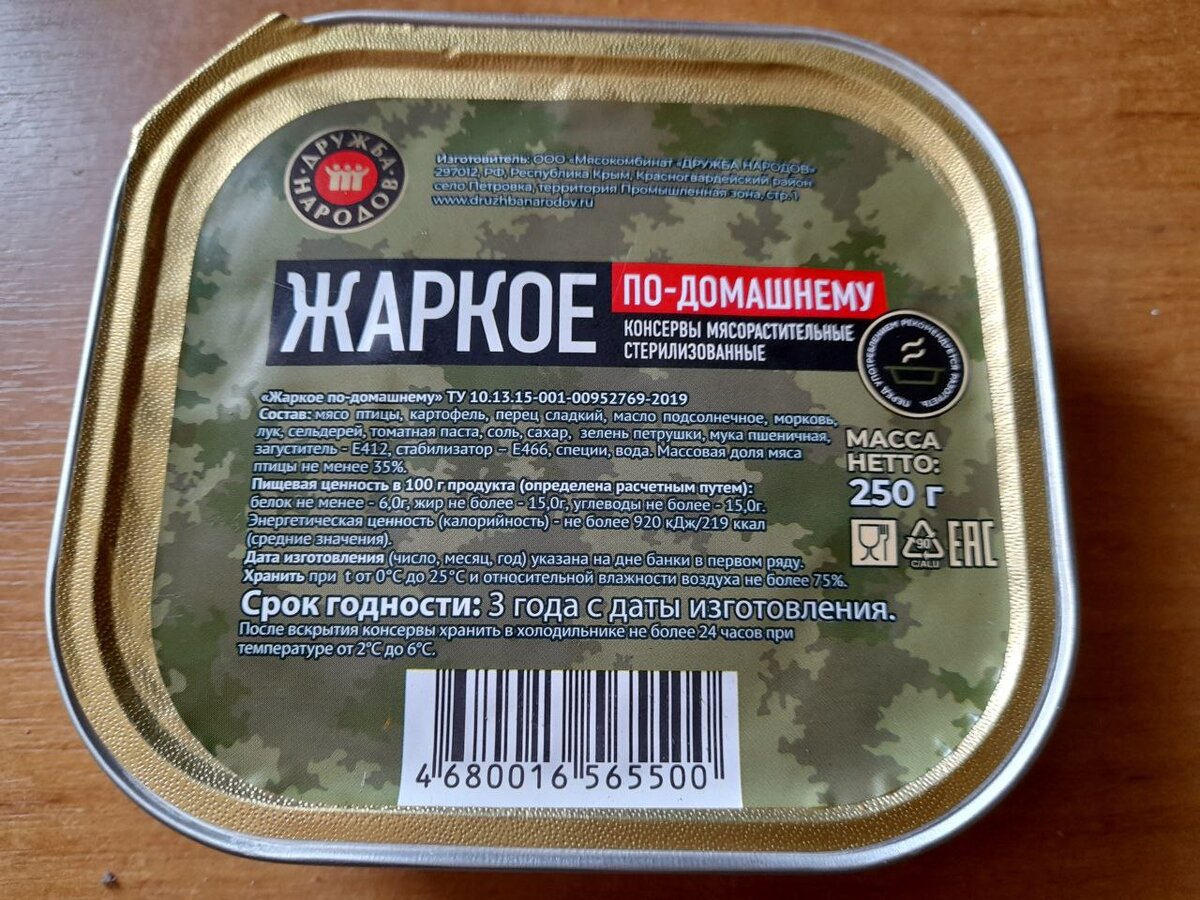 ДРУЖБА НАРОДОВ
Изготовитель: ООО «Мясокомбинат «ДРУЖБА НАРОДОВ»
297012, РФ, Республика Крым, Красногвардейский район
село Петровка, территория Промышленная зона, стр.1
www.druzhbanarodov.ru
ЖАРКОЕ
ПО-ДОМАШНЕМУ
КОНСЕРВЫ МЯСОРАСТИТЕЛЬНЫЕ
СТЕРИЛИЗОВАННЫЕ
ПЕРЕД УПОТРЕБЛЕНИЕМ РЕКОМЕНДУЕТСЯ РАЗОГРЕТЬ
«Жаркое по-домашнему» ТУ 10.13.15-001-00952769-2019
Состав: мясо птицы, картофель, перец сладкий, масло подсолнечное, морковь,
лук, сельдерей, томатная паста, соль, сахар, зелень петрушки, мука пшеничная,
загуститель - Е412, стабилизатор – Е466, специи, вода. Массовая доля мяса
птицы не менее 35%.
Пищевая ценность в 100 г продукта (определена расчетным путем):
белок не менее - 6,0г, жир не более - 15,0г, углеводы не более - 15,0г.
Энергетическая ценность (калорийность) - не более 920 кДж/219 ккал
(средние значения).
Дата изготовления (число, месяц, год) указана на дне банки в первом ряду.
Хранить при t от 0°С до 25°С и относительной влажности воздуха не более 75%.
Срок годности: 3 года с даты изготовления.
После вскрытия консервы хранить в холодильнике не более 24 часов при
температуре от 2°С до 6°С.
МАССА
НЕТТО:
250 г
90
C/ALU
ЕАС
4 680016 565500